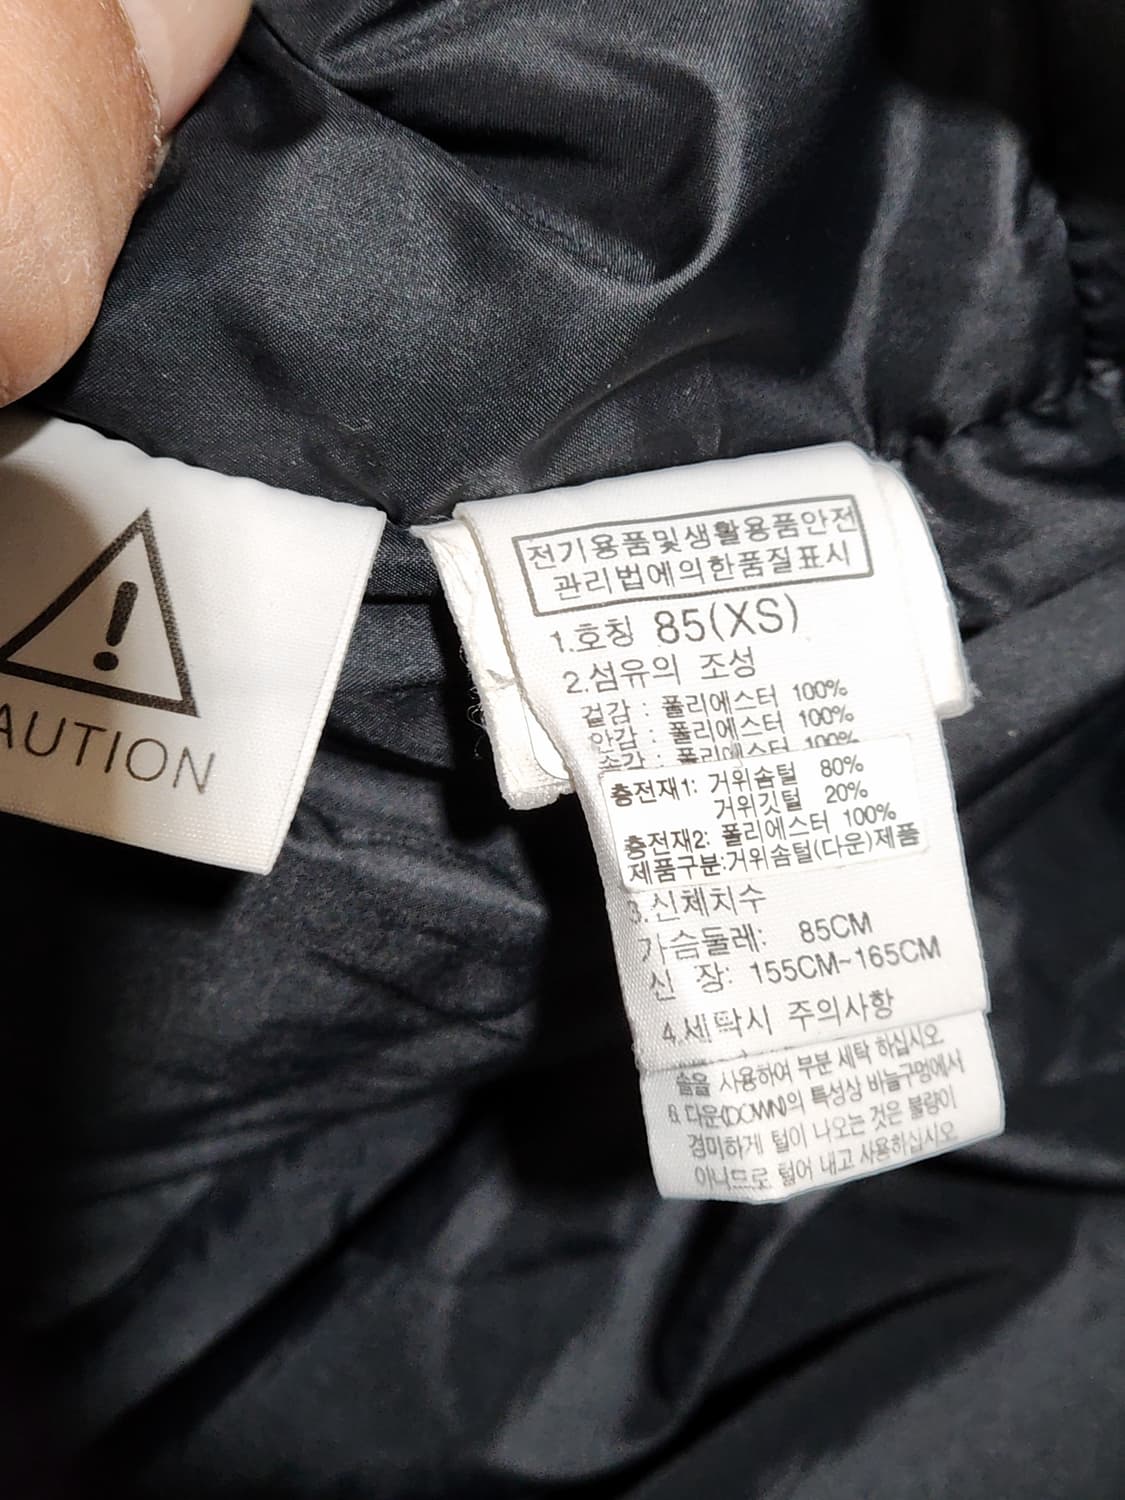 AUTION
전기용품및생활용품안전
관리법에의한품질표시
1.호칭 85(XS)
2.섬유의 조성
겉감 : 폴리에스터 100%
안감 : 폴리에스터 100%
폴리에스터 100%
충전재1: 거위솜털 80%
거위깃털 20%
충전재2: 폴리에스터 100%
제품구분:거위솜털(다운)제품
3.신체치수
가슴둘레: 85CM
신 장: 155CM~165CM
4.세탁시 주의사항
솔을 사용하여 부분 세탁 하십시오
다운(DOWN)의 특성상 바늘구멍에서
경미하게 털이 나오는 것은 불량이
아니므로 털어 내고 사용하십시오